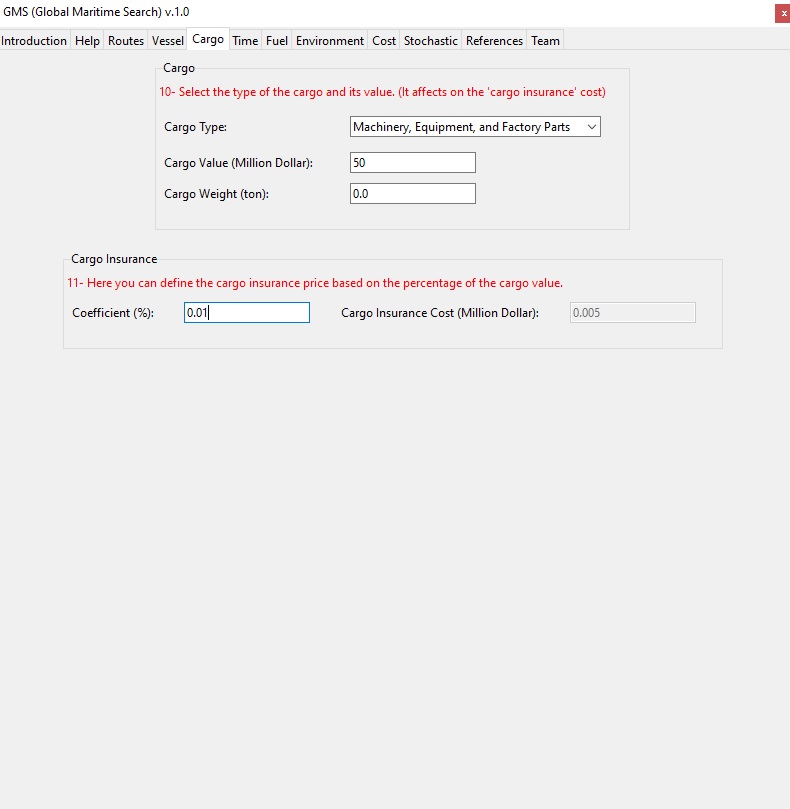 GMS (Global Maritime Search) v.1.0
x
Introduction Help Routes Vessel Cargo Time Fuel Environment Cost Stochastic References Team
Cargo
10- Select the type of the cargo and its value. (It affects on the 'cargo insurance' cost)
Cargo Type: Machinery, Equipment, and Factory Parts
Cargo Value (Million Dollar): 50
Cargo Weight (ton): 0.0
Cargo Insurance
11- Here you can define the cargo insurance price based on the percentage of the cargo value.
Coefficient (%): 0.01 Cargo Insurance Cost (Million Dollar): 0.005